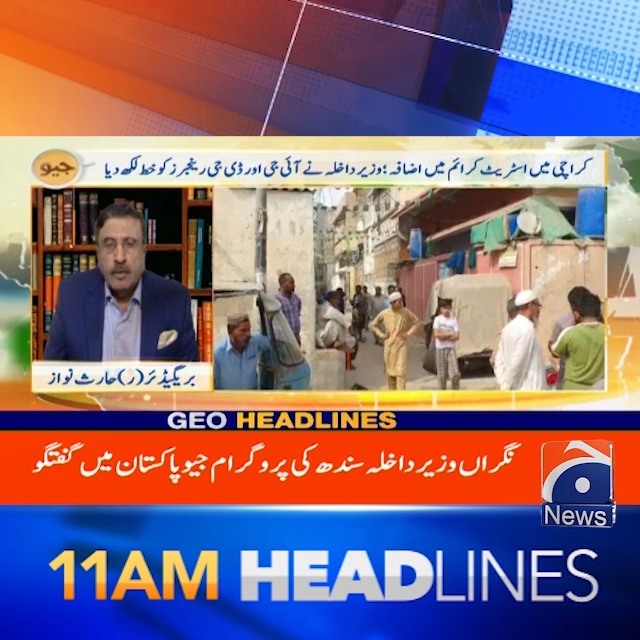 جیو
کراچی میں اسٹریٹ کرائم میں اضافہ؛ وزیر داخلہ نے آئی جی اور ڈی جی رینجرز کو خط لکھ دیا
بریگیڈئر (ر) حارث نواز
GEO HEADLINES
نگراں وزیر داخلہ سندھ کی پروگرام جیو پاکستان میں گفتگو
News
11AM HEADLINES